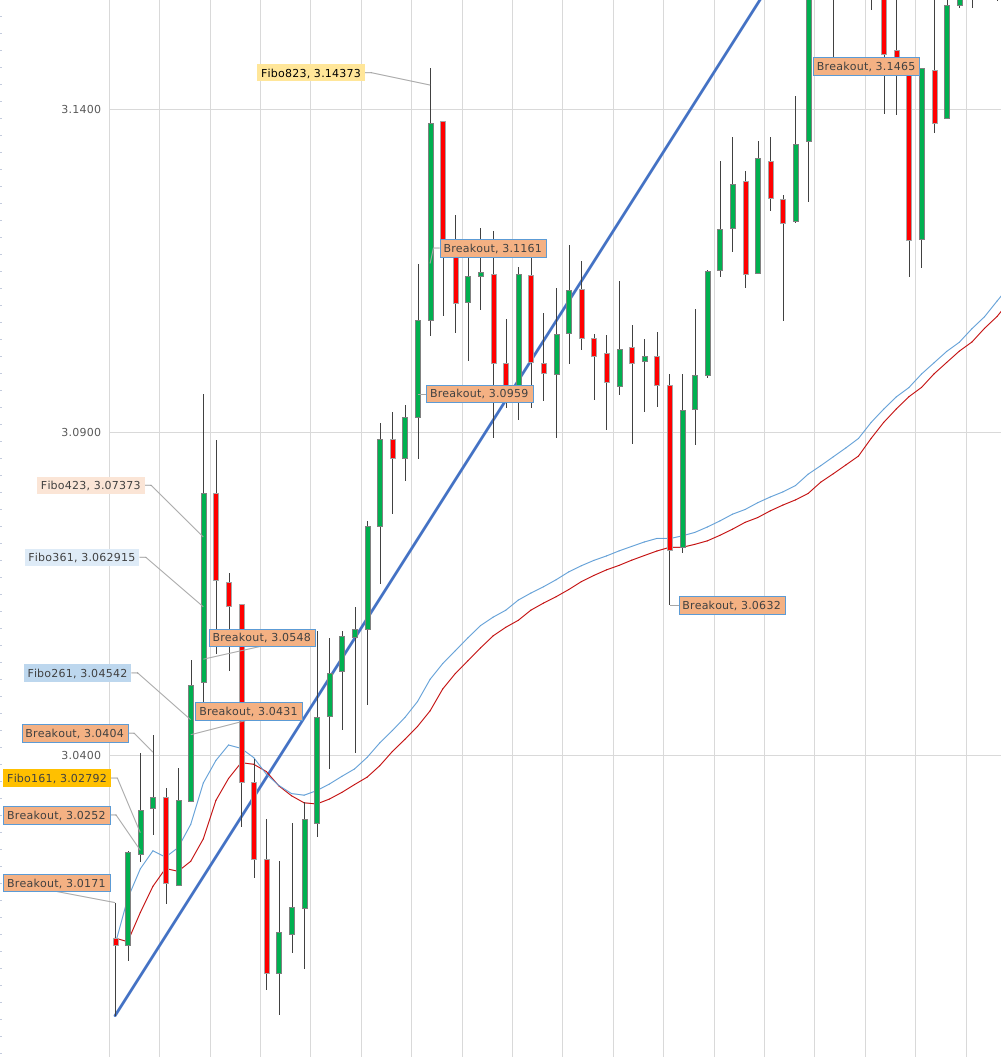 Breakout, 3.1465
Fibo823, 3.14373
3.1400
Breakout, 3.1161
Breakout, 3.0959
3.0900
Fibo423, 3.07373
Fibo361, 3.062915
Breakout, 3.0632
Breakout, 3.0548
Fibo261, 3.04542
Breakout, 3.0431
Breakout, 3.0404
3.0400
Fibo161, 3.02792
Breakout, 3.0252
Breakout, 3.0171